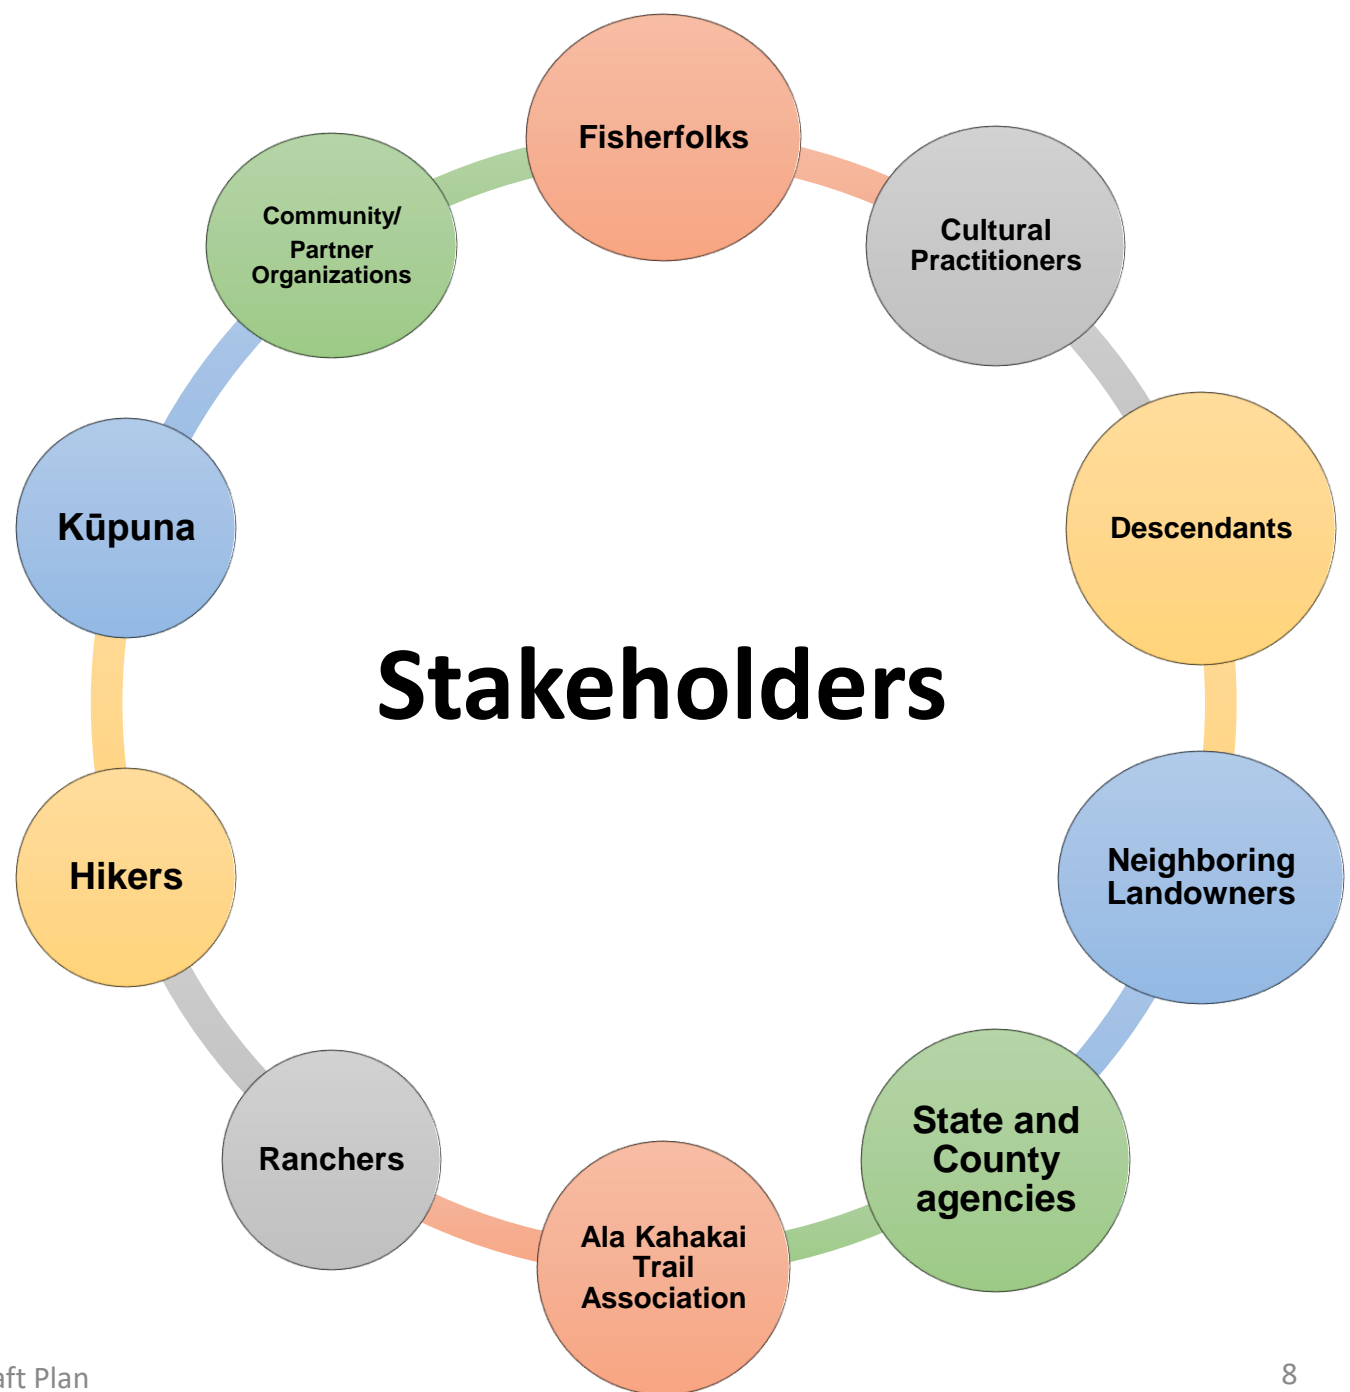 Fisherfolks
Cultural
Practitioners
Descendants
Neighboring
Landowners
State and
County
agencies
Ala Kahakai
Trail
Association
Ranchers
Hikers
Kūpuna
Community/
Partner
Organizations
Stakeholders
Plan
8